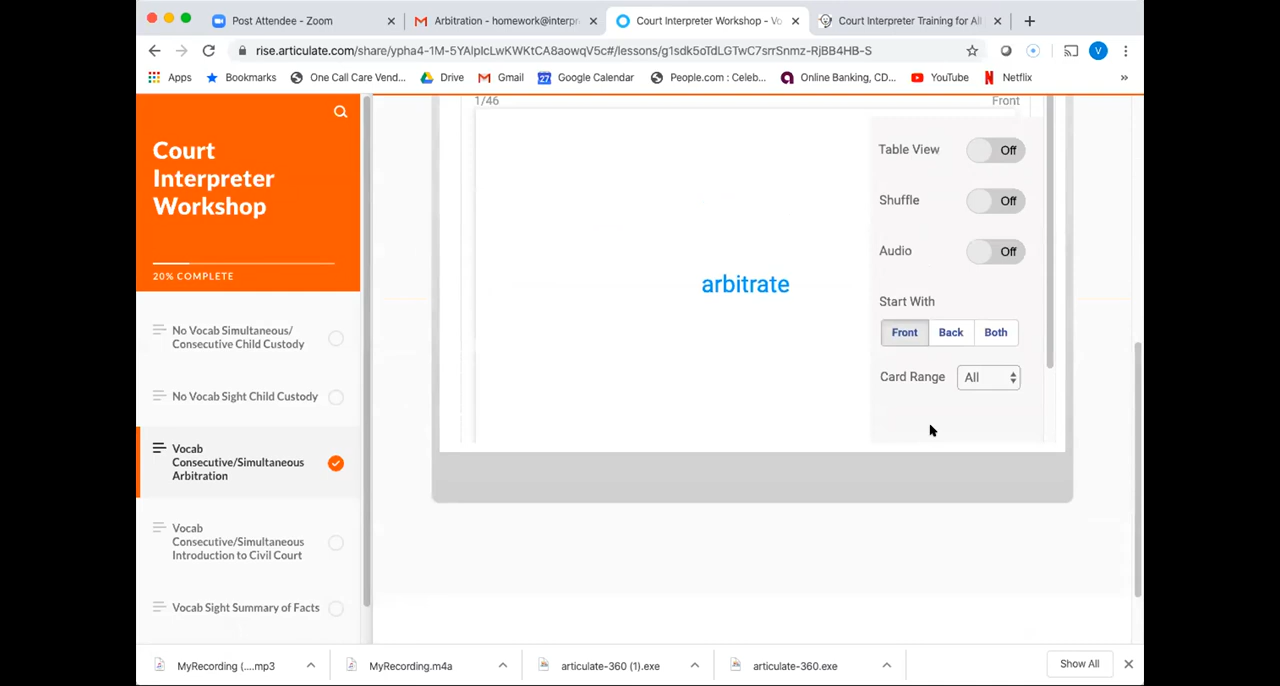 Post Attendee - Zoom
Arbitration - homework@interpr
Court Interpreter Workshop - Vo
Court Interpreter Training for All
rise.articulate.com/share/ypha4-1M-5YAlplcLwKWKtCA8aowqV5c#/lessons/g1sdk5oTdLGTwC7srrSnmz-RjBB4HB-S
V
Apps
Bookmarks
One Call Care Vend...
Drive
Gmail
27
Google Calendar
People.com : Celeb...
Online Banking, CD...
YouTube
Netflix
»
Court
Interpreter
Workshop
20% COMPLETE
No Vocab Simultaneous/
Consecutive Child Custody
No Vocab Sight Child Custody
Vocab
Consecutive/Simultaneous
Arbitration
Vocab
Consecutive/Simultaneous
Introduction to Civil Court
Vocab Sight Summary of Facts
1/46
Front
arbitrate
Table View
Off
Shuffle
Off
Audio
Off
Start With
Front
Back
Both
Card Range
All
MyRecording (....mp3
MyRecording.m4a
articulate-360 (1).exe
articulate-360.exe
Show All